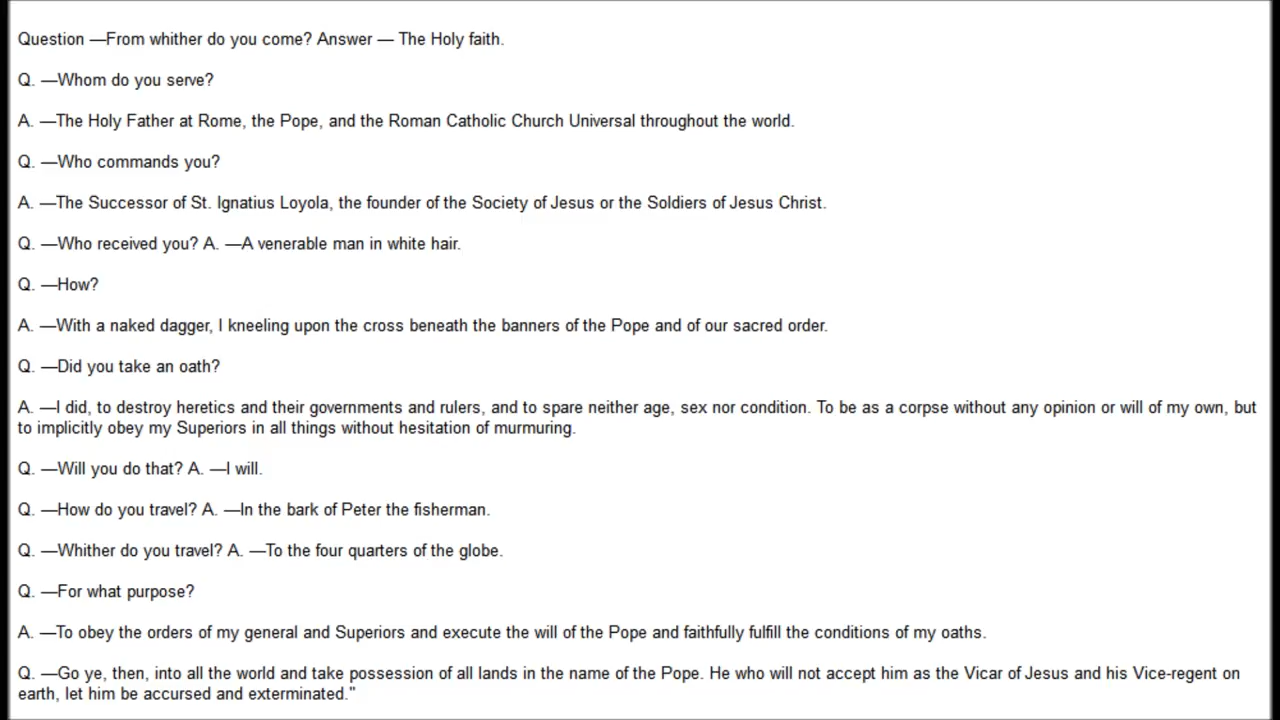 Question —From whither do you come? Answer — The Holy faith.
Q. —Whom do you serve?
A. —The Holy Father at Rome, the Pope, and the Roman Catholic Church Universal throughout the world.
Q. —Who commands you?
A. —The Successor of St. Ignatius Loyola, the founder of the Society of Jesus or the Soldiers of Jesus Christ.
Q. —Who received you? A. —A venerable man in white hair.
Q. —How?
A. —With a naked dagger, I kneeling upon the cross beneath the banners of the Pope and of our sacred order.
Q. —Did you take an oath?
A. —I did, to destroy heretics and their governments and rulers, and to spare neither age, sex nor condition. To be as a corpse without any opinion or will of my own, but
to implicitly obey my Superiors in all things without hesitation of murmuring.
Q. —Will you do that? A. —I will.
Q. —How do you travel? A. —In the bark of Peter the fisherman.
Q. —Whither do you travel? A. —To the four quarters of the globe.
Q. —For what purpose?
A. —To obey the orders of my general and Superiors and execute the will of the Pope and faithfully fulfill the conditions of my oaths.
Q. —Go ye, then, into all the world and take possession of all lands in the name of the Pope. He who will not accept him as the Vicar of Jesus and his Vice-regent on
earth, let him be accursed and exterminated."